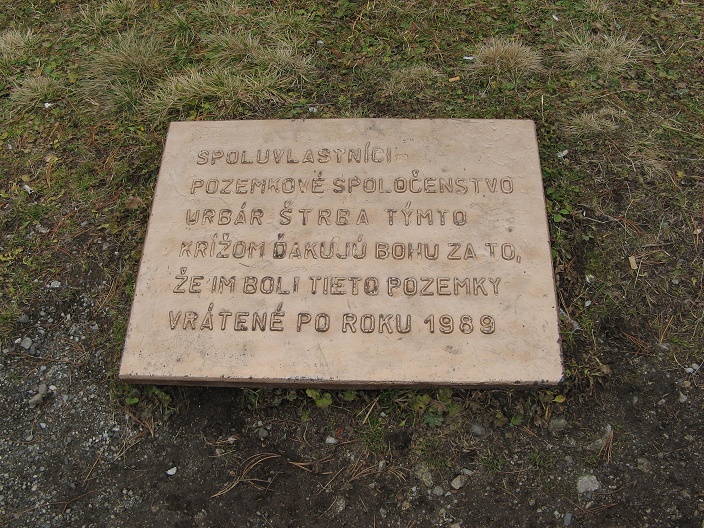 SPOLUVLASTNÍCI
POZEMKOVÉ SPOLOČENSTVO
URBÁR ŠTRBA TÝMTO
KRÍŽOM ĎAKUJÚ BOHU ZA TO,
ŽE IM BOLI TIETO POZEMKY
VRÁTENÉ PO ROKU 1989